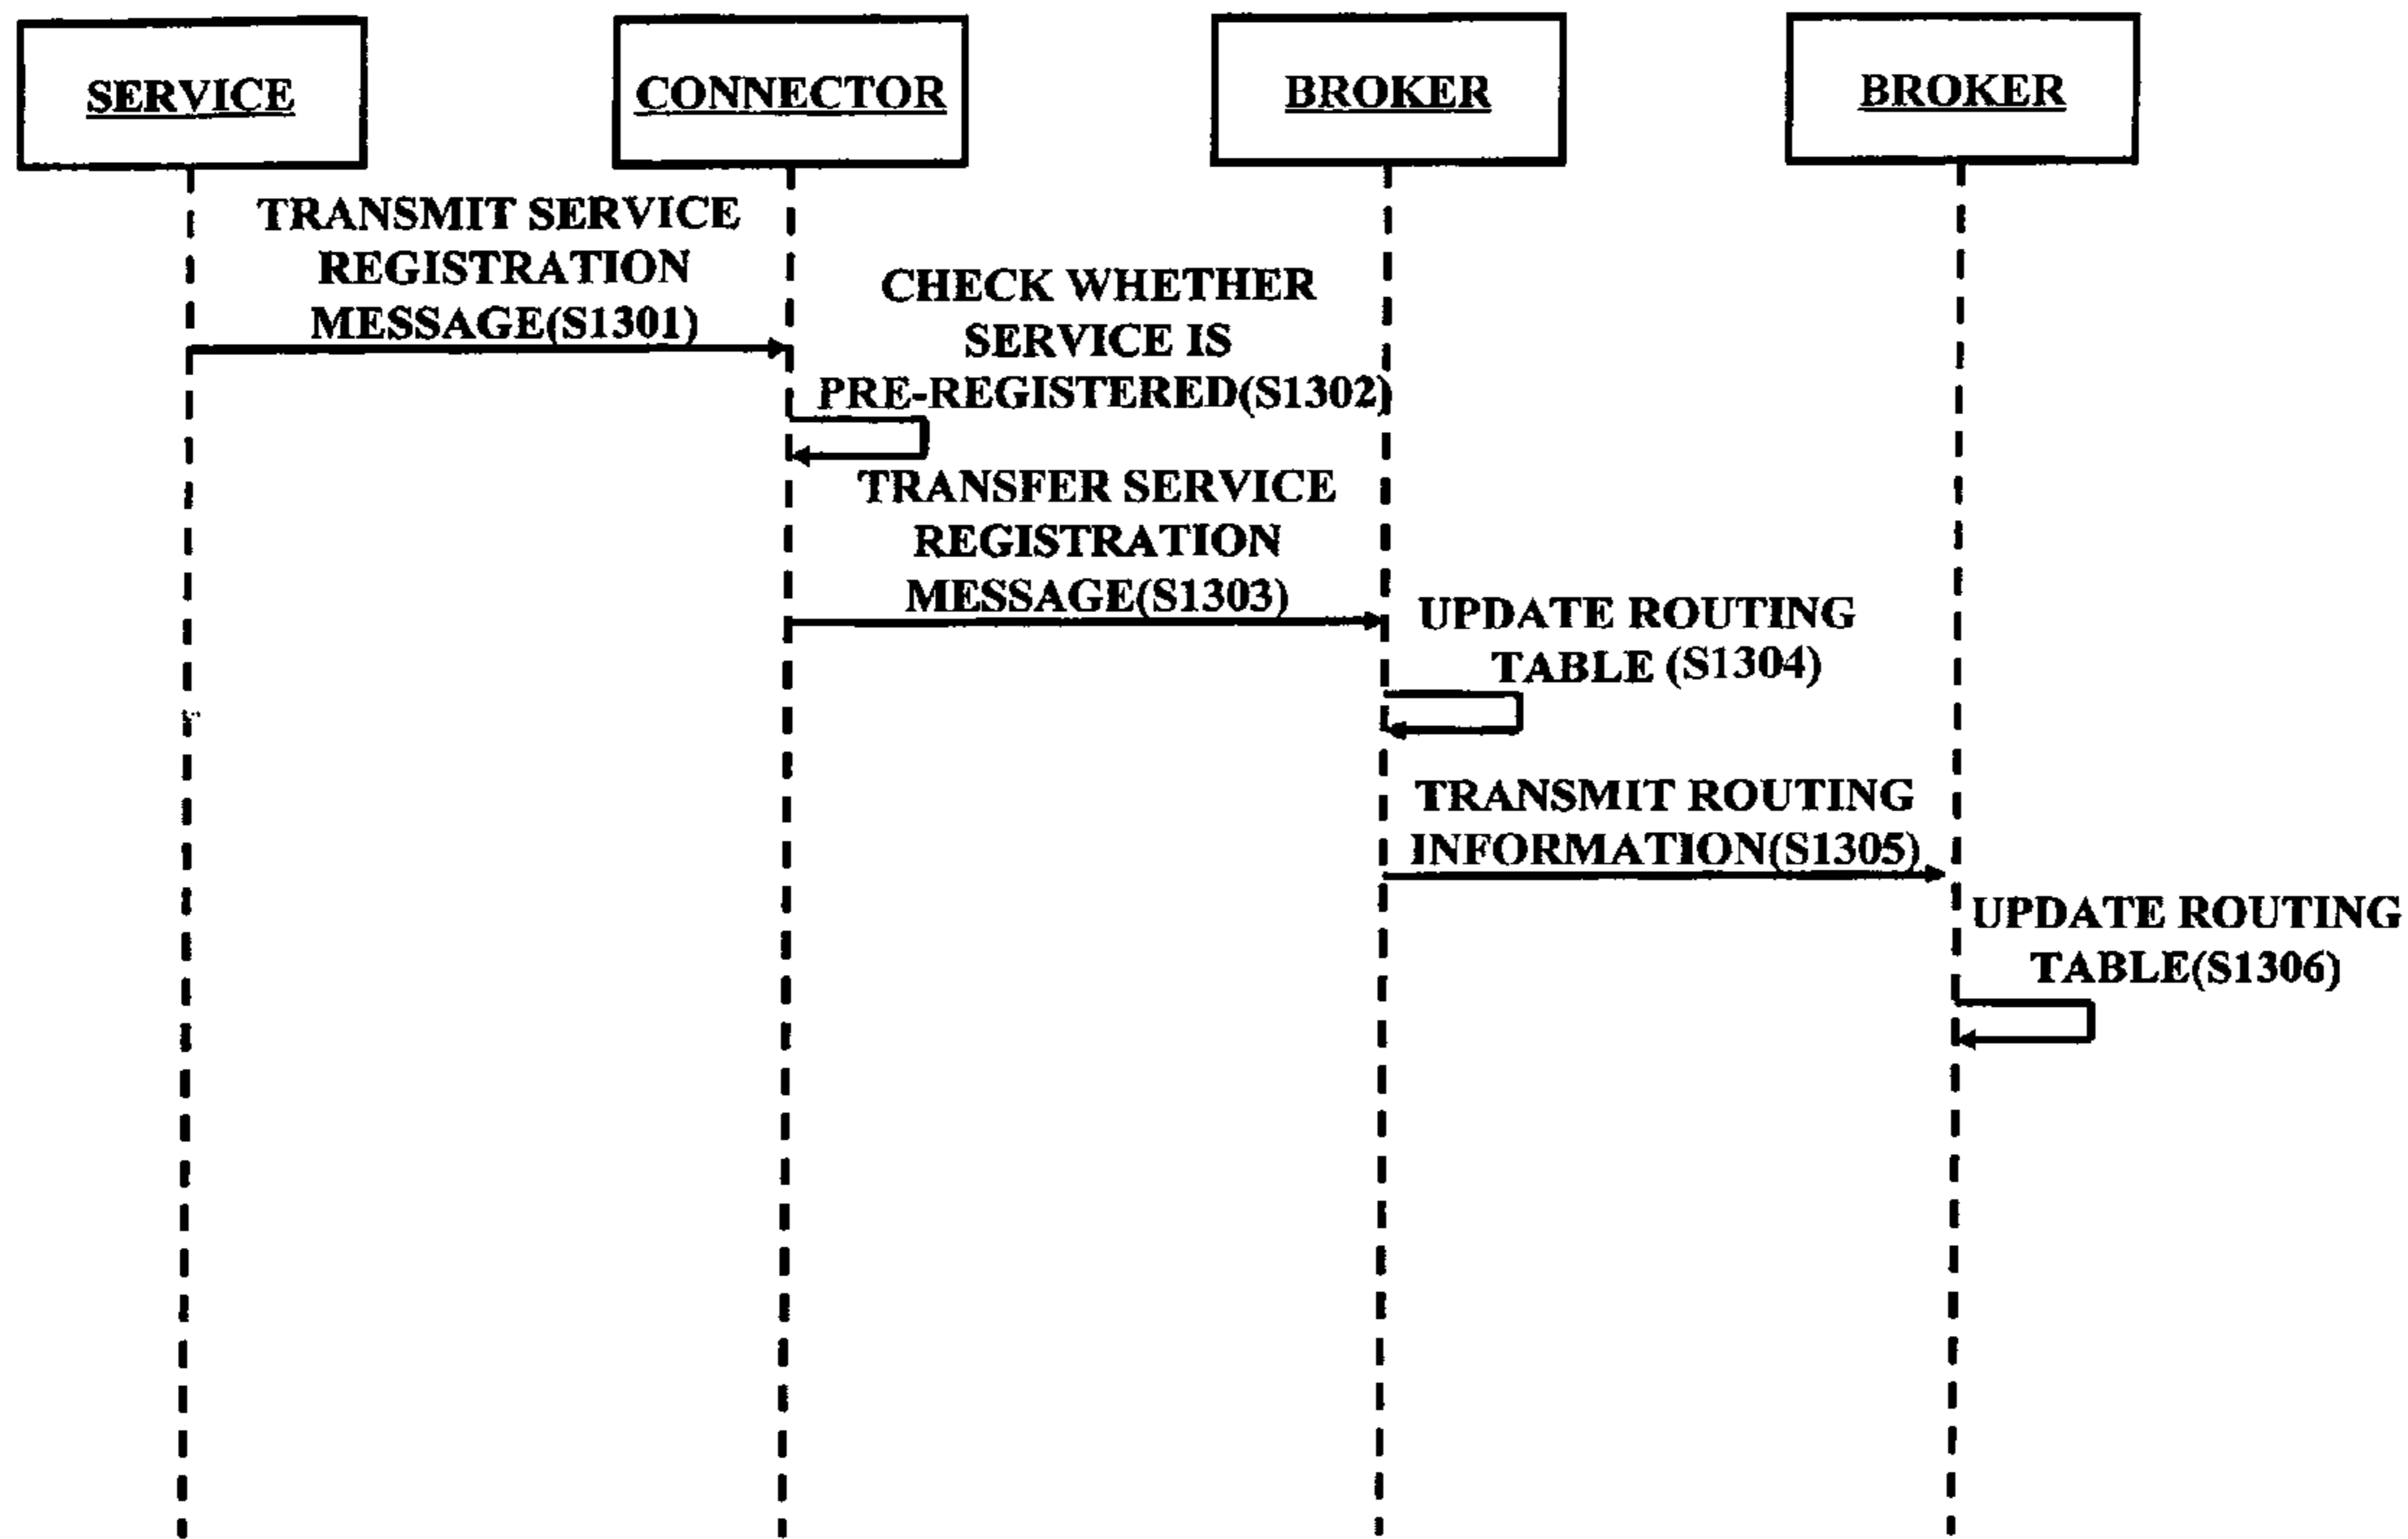 SERVICE
CONNECTOR
BROKER
BROKER
TRANSMIT SERVICE
REGISTRATION
MESSAGE(S1301)
CHECK WHETHER
SERVICE IS
PRE-REGISTERED(S1302)
TRANSFER SERVICE
REGISTRATION
MESSAGE(S1303)
UPDATE ROUTING
TABLE (S1304)
TRANSMIT ROUTING
INFORMATION(S1305)
UPDATE ROUTING
TABLE(S1306)